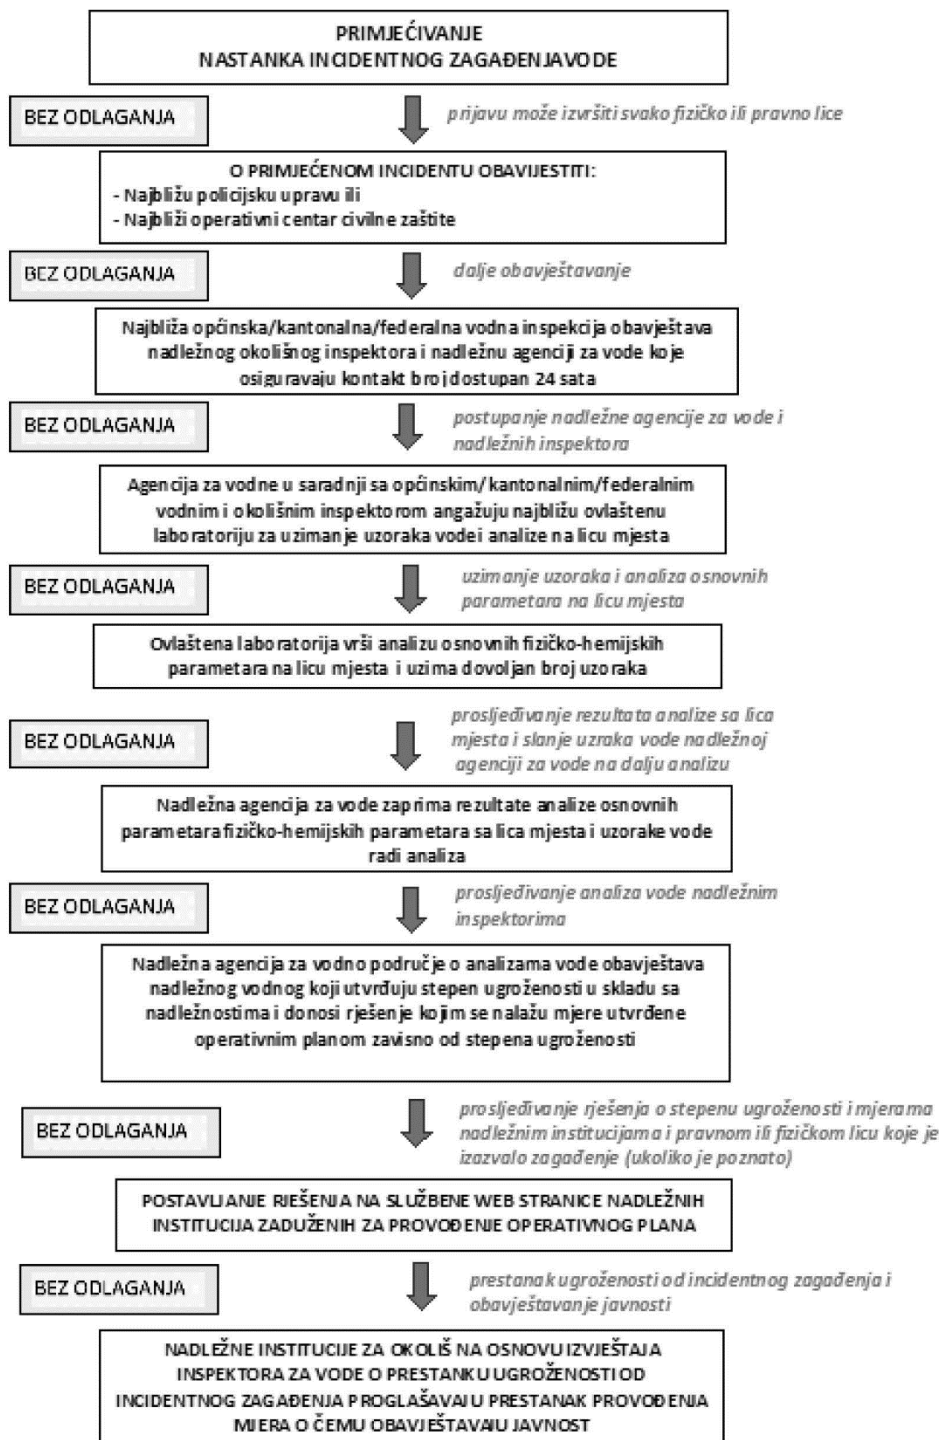 PRIMJEĆIVANJE
NASTANKA INCIDENTNOG ZAGAĐENJAVODE
BEZ ODLAGANJA
prijavu može izvršiti svako fizičko ili pravno lice
O PRIMJEĆENOM INCIDENTU OBAVIJESTITI:
- Najbližu policijsku upravu ili
- Najbliži operativni centar civilne zaštite
BEZ ODLAGANJA
dalje obavještavanje
Najbliža općinska/kantonalna/federalna vodna inspekcija obavještava
nadležnog okolišnog inspektora i nadležnu agenciji za vode koje
osiguravaju kontakt broj dostupan 24 sata
BEZ ODLAGANJA
postupanje nadležne agencije za vode i
nadležnih inspektora
Agencija za vodne u saradnji sa općinskim/kantonalnim/federalnim
vodnim i okolišnim inspektorom angažuju najbližu ovlaštenu
laboratoriju za uzimanje uzoraka vode i analize na licu mjesta
BEZ ODLAGANJA
uzimanje uzoraka i analiza osnovnih
parametara na licu mjesta
Ovlaštena laboratorija vrši analizu osnovnih fizičko-hemijskih
parametara na licu mjesta i uzima dovoljan broj uzoraka
BEZ ODLAGANJA
prosljeđivanje rezultata analize sa lica
mjesta i slanje uzraka vode nadležnoj
agenciji za vode na dalju analizu
Nadležna agencija za vode zaprima rezultate analize osnovnih
parametara fizičko-hemijskih parametara sa lica mjesta i uzorake vode
radi analiza
BEZ ODLAGANJA
prosljeđivanje analiza vode nadležnim
inspektorima
Nadležna agencija za vodno područje o analizama vode obavještava
nadležnog vodnog koji utvrđuju stepen ugroženosti u skladu sa
nadležnostima i donosi rješenje kojim se nalažu mjere utvrđene
operativnim planom zavisno od stepena ugroženosti
BEZ ODLAGANJA
prosljeđivanje rješenja o stepenu ugroženosti i mjerama
nadležnim institucijama i pravnom ili fizičkom licu koje je
izazvalo zagađenje (ukoliko je poznato)
POSTAVLJANJE RJEŠENJA NA SLUŽBENE WEB STRANICE NADLEŽNIH
INSTITUCIJA ZADUŽENIH ZA PROVOĐENJE OPERATIVNOG PLANA
BEZ ODLAGANJA
prestanak ugroženosti od incidentnog zagađenja i
obavještavanje javnosti
NADLEŽNE INSTITUCIJE ZA OKOLIŠ NA OSNOVU IZVJEŠTAJA
INSPEKTORA ZA VODE O PRESTANKU UGROŽENOSTI OD
INCIDENTNOG ZAGAĐENJA PROGLAŠAVAJU PRESTANAK PROVOĐENJA
MJERA O ČEMU OBAVJEŠTAVAJU JAVNOST